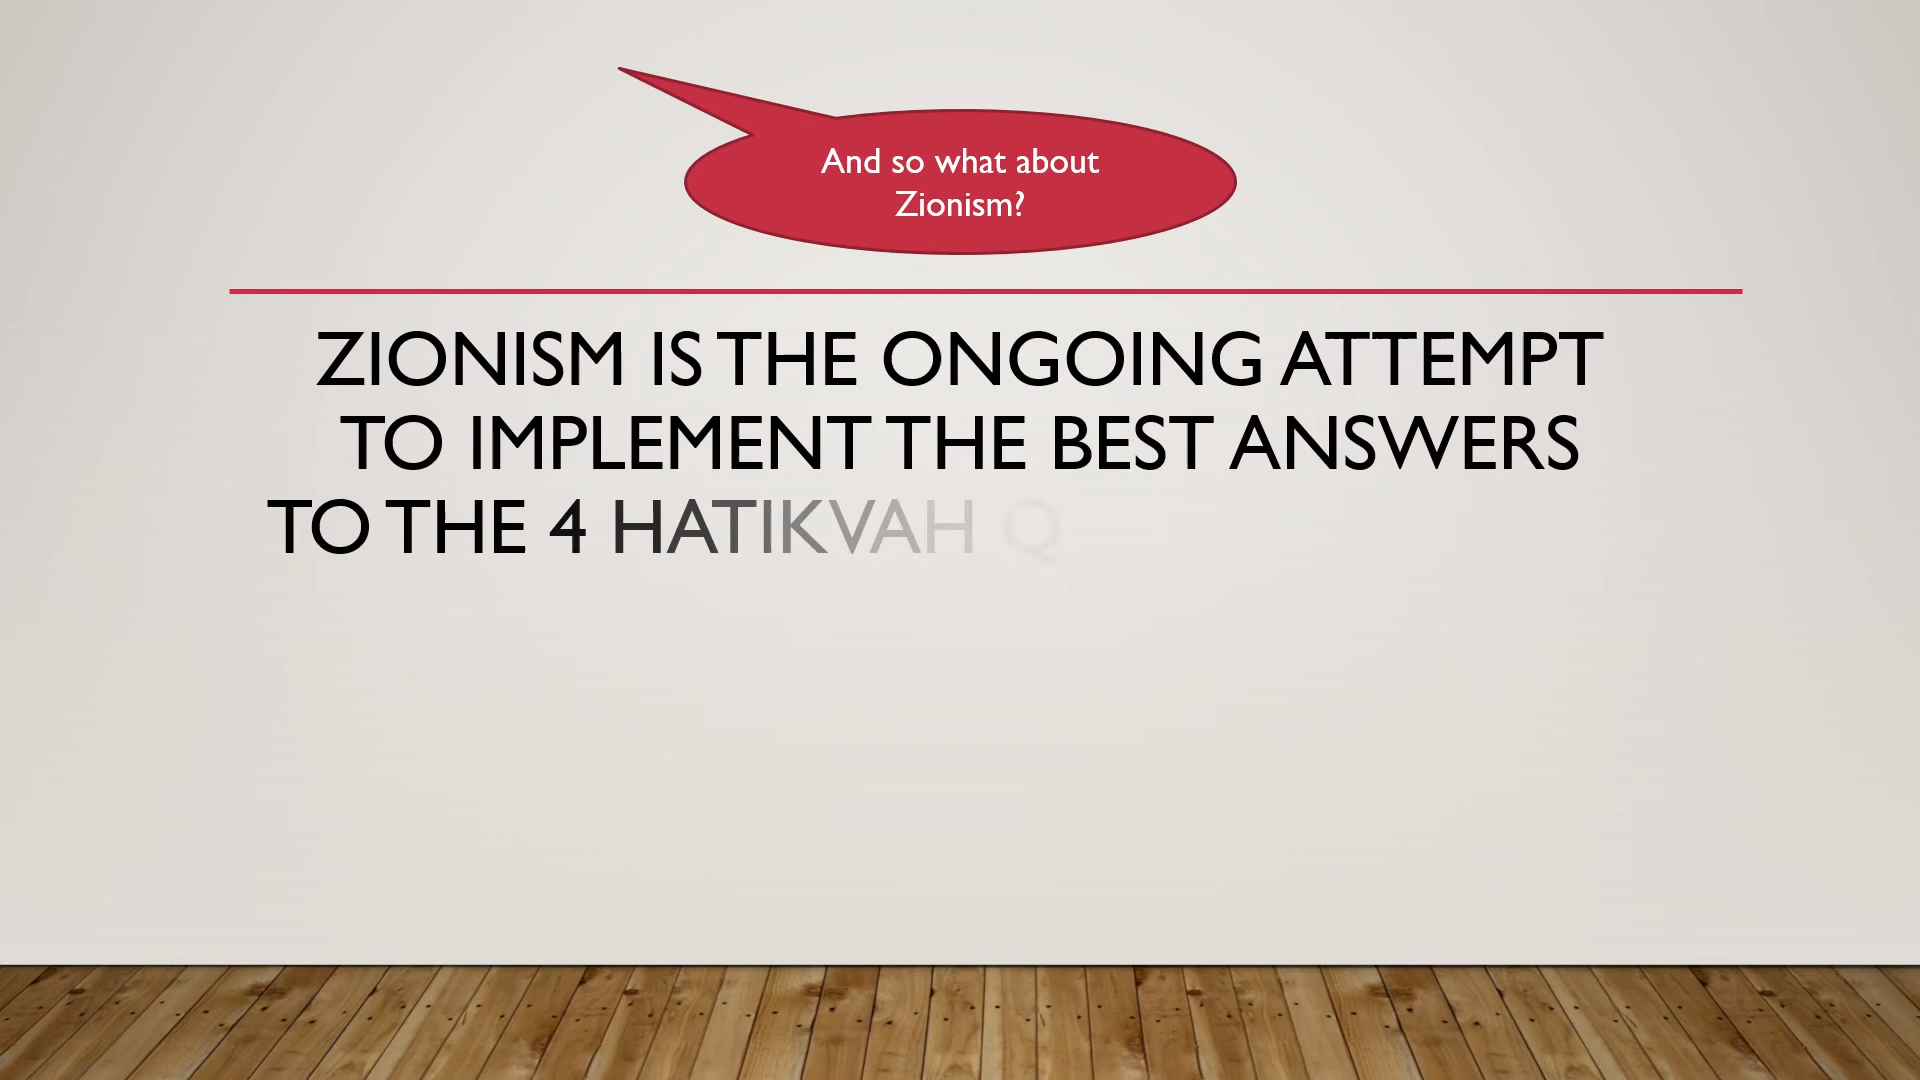 And so what about
Zionism?
ZIONISM IS THE ONGOING ATTEMPT
TO IMPLEMENT THE BEST ANSWERS
TO THE 4 HATIKVAH Q